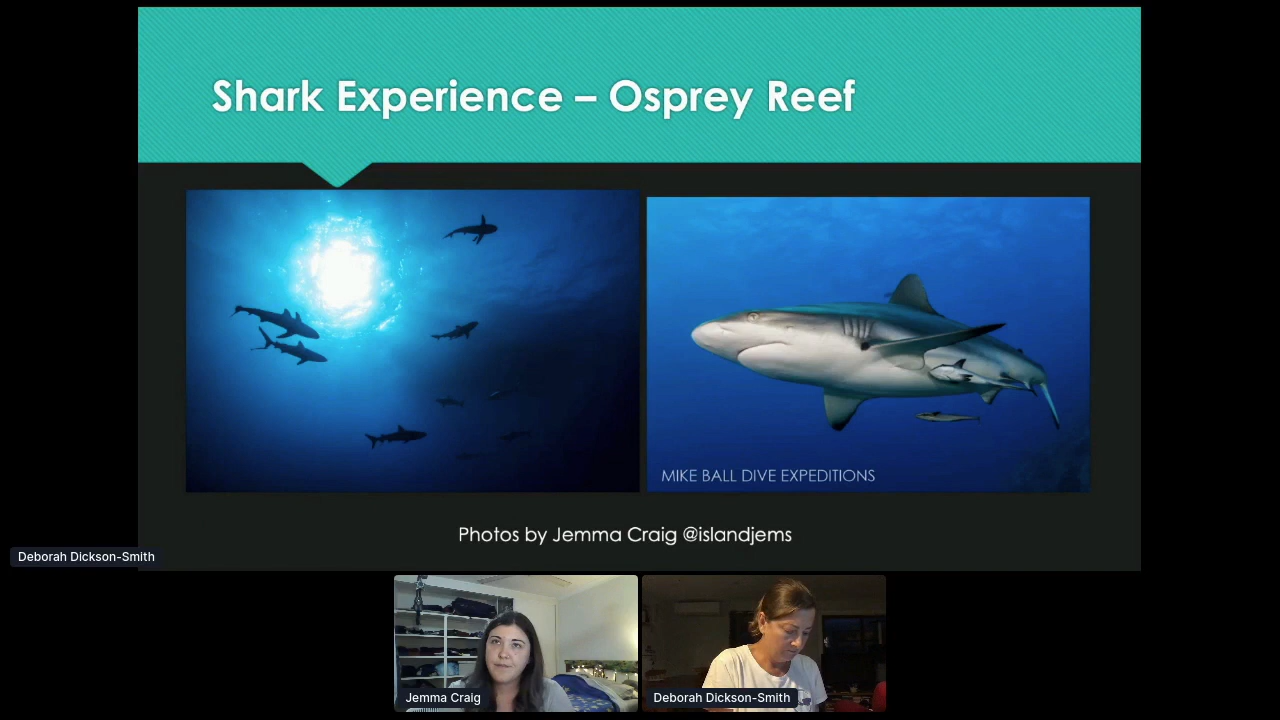 Shark Experience – Osprey Reef
MIKE BALL DIVE EXPEDITIONS
Photos by Jemma Craig @islandjems
Deborah Dickson-Smith
Jemma Craig
Deborah Dickson-Smith